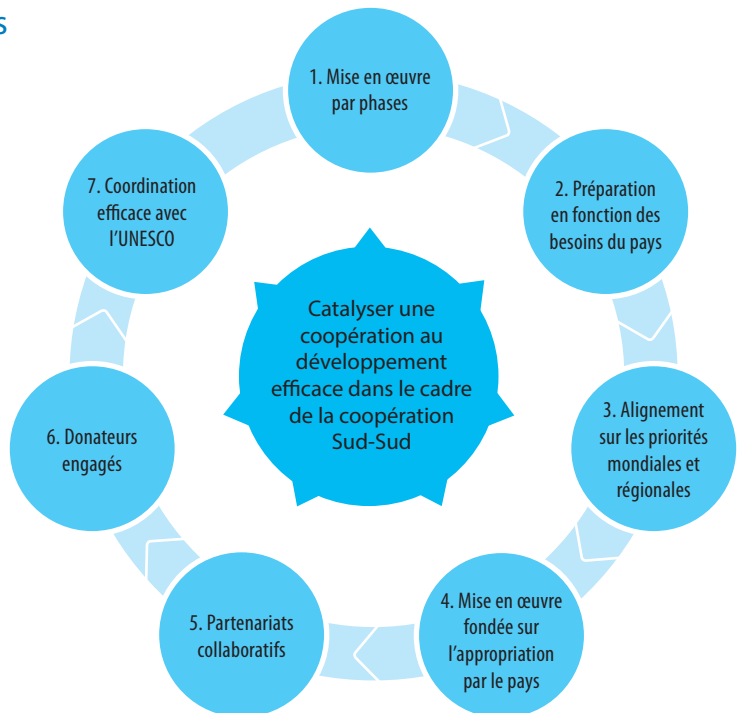 s
1. Mise en œuvre
par phases
2. Préparation
en fonction des
besoins du pays
3. Alignement
sur les priorités
mondiales et
régionales
4. Mise en œuvre
fondée sur
l'appropriation
par le pays
5. Partenariats
collaboratifs
6. Donateurs
engagés
7. Coordination
efficace avec
l'UNESCO
Catalyser une
coopération au
développement
efficace dans le cadre
de la coopération
Sud-Sud